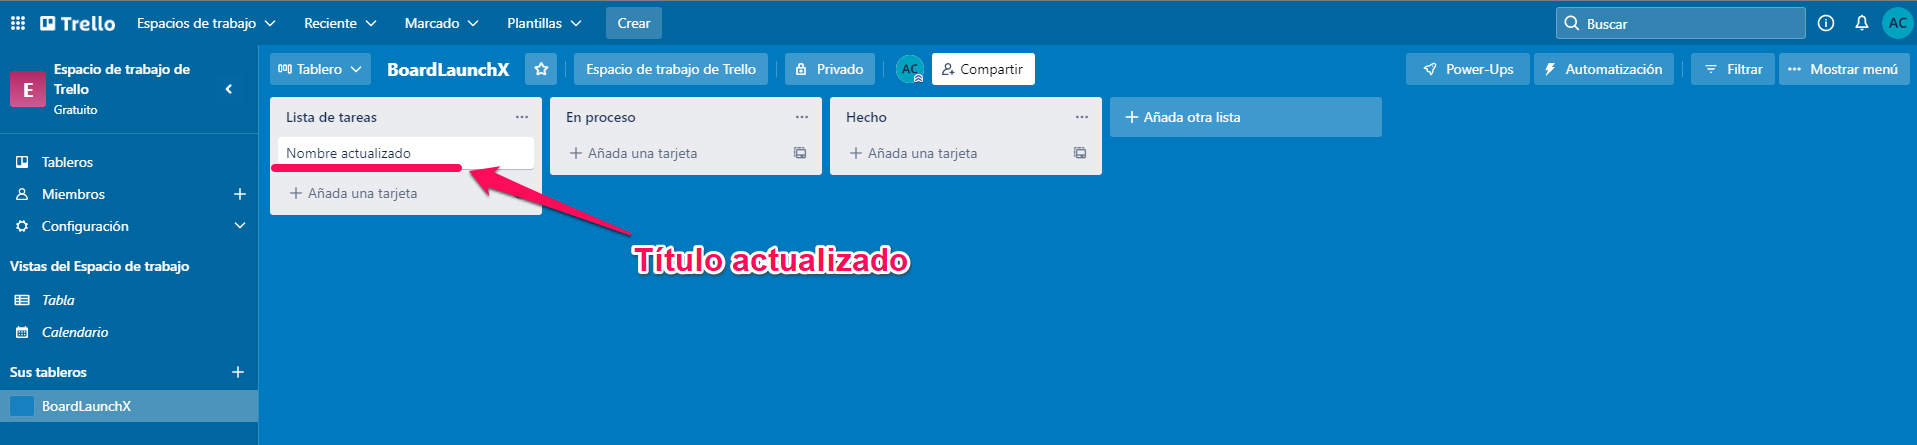 Trello Espacios de trabajo Reciente Marcado Plantillas Crear Buscar AC
Espacio de trabajo de
Trello
Gratuito
E
Tablero BoardLaunchX Espacio de trabajo de Trello Privado AC Compartir Power-Ups Automatización Filtrar Mostrar menú
Lista de tareas
Nombre actualizado
Añada una tarjeta
En proceso
Añada una tarjeta
Hecho
Añada una tarjeta
Añada otra lista
Título actualizado
Tableros
Miembros
Configuración
Vistas del Espacio de trabajo
Tabla
Calendario
Sus tableros
BoardLaunchX